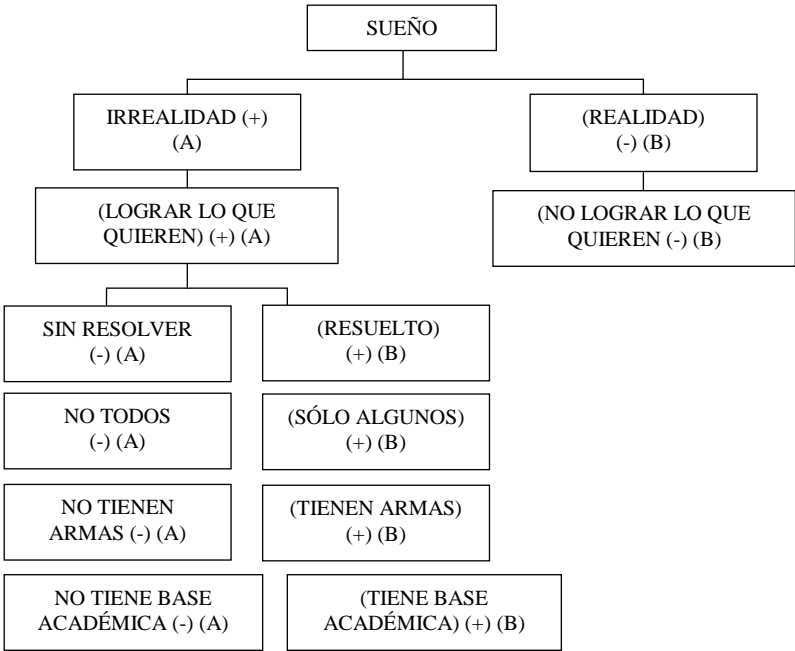 SUEÑO
IRREALIDAD (+)
(A)
(REALIDAD)
(-) (B)
(LOGRAR LO QUE
QUIEREN) (+) (A)
(NO LOGRAR LO QUE
QUIEREN (-) (B)
SIN RESOLVER
(-) (A)
(RESUELTO)
(+) (B)
NO TODOS
(-) (A)
(SÓLO ALGUNOS)
(+) (B)
NO TIENEN
ARMAS (-) (A)
(TIENEN ARMAS)
(+) (B)
NO TIENE BASE
ACADÉMICA (-) (A)
(TIENE BASE
ACADÉMICA) (+) (B)